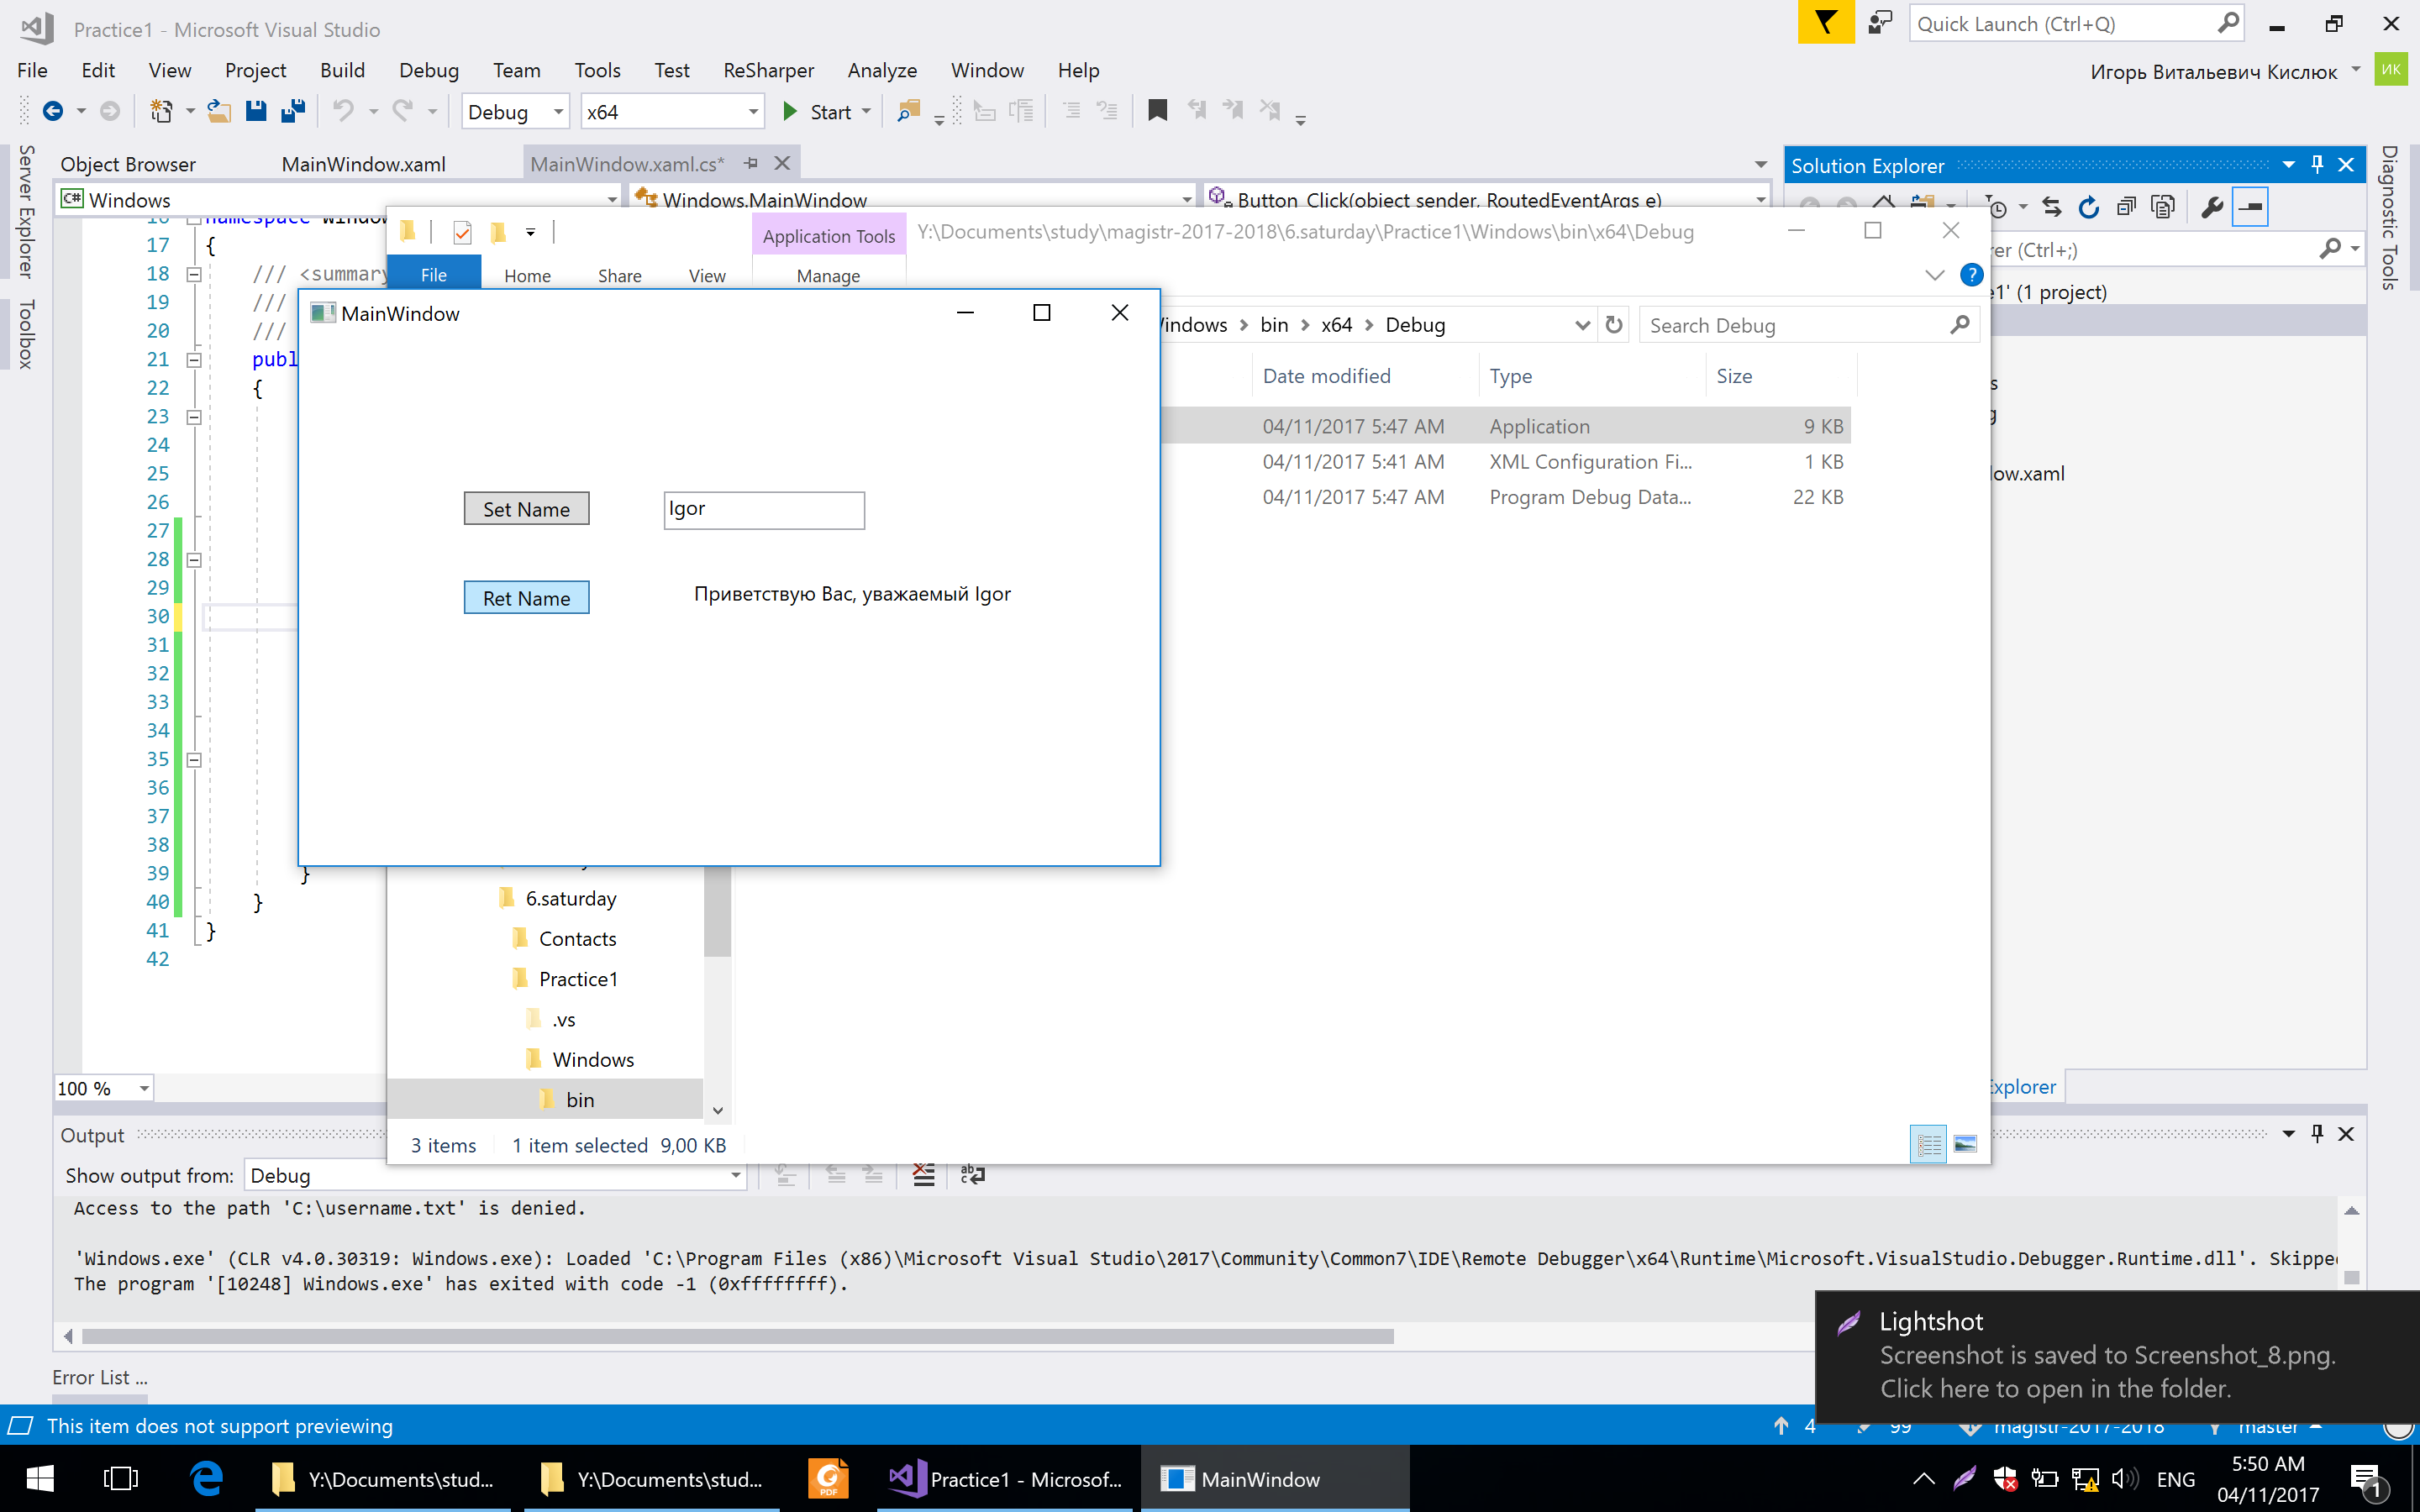 Practice1 - Microsoft Visual Studio
Quick Launch (Ctrl+Q)
File Edit View Project Build Debug Team Tools Test ReSharper Analyze Window Help
Игорь Витальевич Кислюк
ИК
Debug x64 Start
Server Explorer
Toolbox
Object Browser MainWindow.xaml MainWindow.xaml.cs*
C# Windows Windows.MainWindow Button_Click(object sender, RoutedEventArgs e)
Solution Explorer
Diagnostic Tools
Application Tools Y:\Documents\study\magistr-2017-2018\6.saturday\Practice1\Windows\bin\x64\Debug
File Home Share View Manage
(Ctrl+;)
(1 project)
MainWindow
bin x64 Debug
Search Debug
Date modified Type Size
04/11/2017 5:47 AM Application 9 KB
04/11/2017 5:41 AM XML Configuration Fi... 1 KB
04/11/2017 5:47 AM Program Debug Data... 22 KB
Set Name Igor
Ret Name Приветствую Вас, уважаемый Igor
17 {
18 /// <summary
19 ///
20 ///
21 publ
22 {
23
24
25
26
27
28
29
30
31
32
33
34
35
36
37
38
39 }
40 }
41 }
42
6.saturday
Contacts
Practice1
.vs
Windows
bin
100 %
3 items 1 item selected 9,00 KB
Output
Show output from: Debug
Access to the path 'C:\username.txt' is denied.
'Windows.exe' (CLR v4.0.30319: Windows.exe): Loaded 'C:\Program Files (x86)\Microsoft Visual Studio\2017\Community\Common7\IDE\Remote Debugger\x64\Runtime\Microsoft.VisualStudio.Debugger.Runtime.dll'. Skippe
The program '[10248] Windows.exe' has exited with code -1 (0xffffffff).
Lightshot
Screenshot is saved to Screenshot_8.png.
Click here to open in the folder.
Error List ...
This item does not support previewing
4 99 magistr-2017-2018 master
Y:\Documents\stud... Y:\Documents\stud... PDF Practice1 - Microsof... MainWindow
ENG
5:50 AM
04/11/2017
1